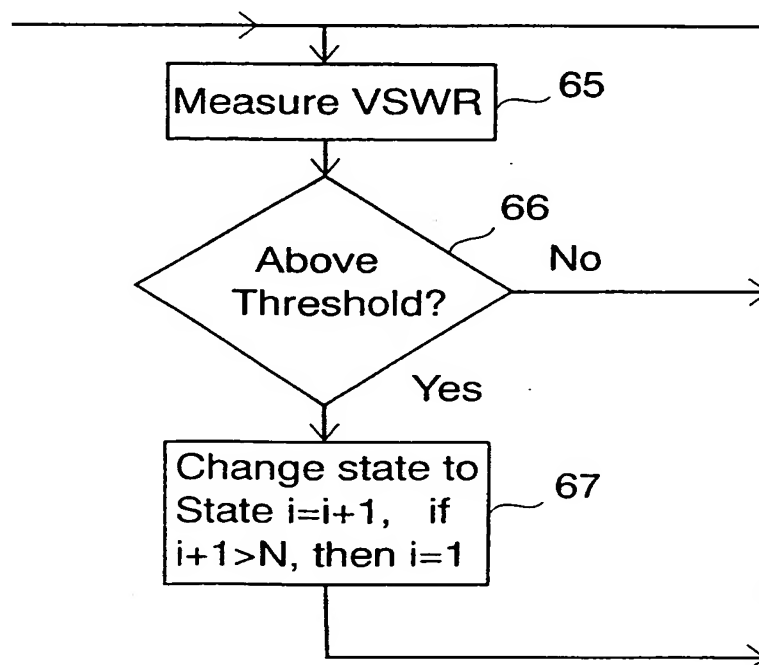 Measure VSWR
65
66
Above
Threshold?
No
Yes
Change state to
State i=i+1, if
i+1>N, then i=1
67